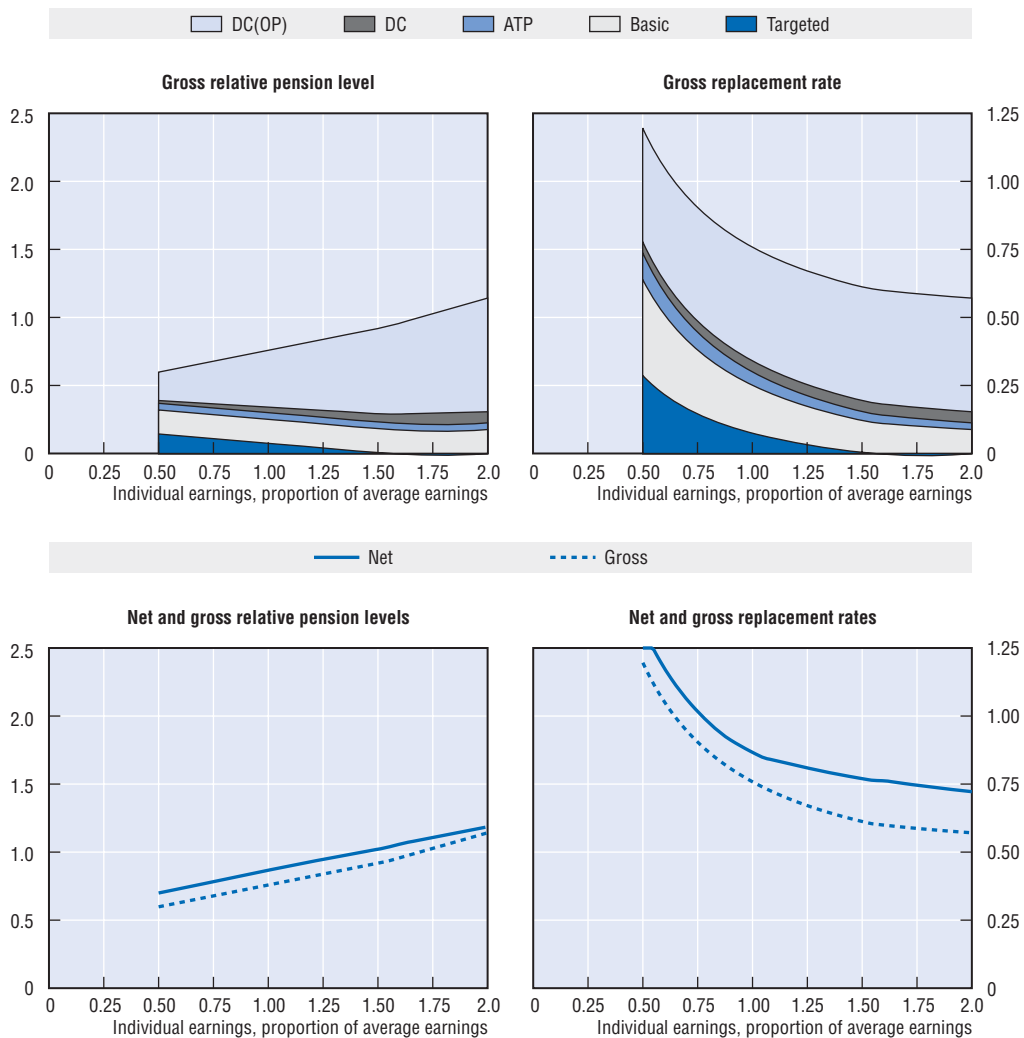 DC(OP) DC ATP Basic Targeted
Gross relative pension level
Gross replacement rate
2.5
2.0
1.5
1.0
0.5
0
0 0.25 0.50 0.75 1.00 1.25 1.50 1.75 2.0
Individual earnings, proportion of average earnings
1.25
1.00
0.75
0.50
0.25
0
0 0.25 0.50 0.75 1.00 1.25 1.50 1.75 2.0
Individual earnings, proportion of average earnings
Net Gross
Net and gross relative pension levels
Net and gross replacement rates
2.5
2.0
1.5
1.0
0.5
0
0 0.25 0.50 0.75 1.00 1.25 1.50 1.75 2.0
Individual earnings, proportion of average earnings
1.25
1.00
0.75
0.50
0.25
0
0 0.25 0.50 0.75 1.00 1.25 1.50 1.75 2.0
Individual earnings, proportion of average earnings